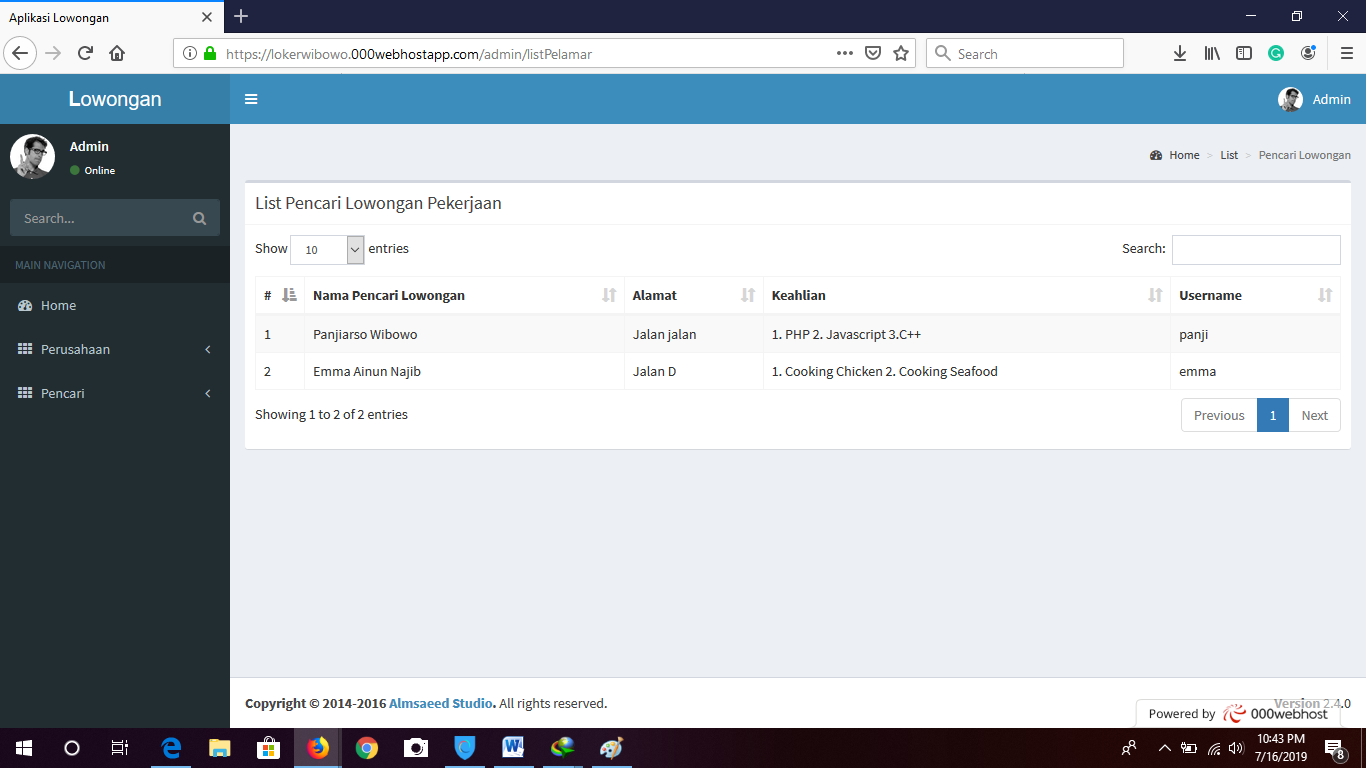 Aplikasi Lowongan
https://lokerwibowo.000webhostapp.com/admin/listPelamar
Search
Lowongan
Admin
Admin
Online
Home > List > Pencari Lowongan
Search...
List Pencari Lowongan Pekerjaan
Show 10 entries
Search:
MAIN NAVIGATION
# Nama Pencari Lowongan Alamat Keahlian Username
Home
1 Panjiarso Wibowo Jalan jalan 1. PHP 2. Javascript 3.C++ panji
Perusahaan
2 Emma Ainun Najib Jalan D 1. Cooking Chicken 2. Cooking Seafood emma
Pencari
Showing 1 to 2 of 2 entries
Previous 1 Next
Copyright © 2014-2016 Almsaeed Studio. All rights reserved.
Version 2.4.0
Powered by 000webhost
10:43 PM
7/16/2019
8